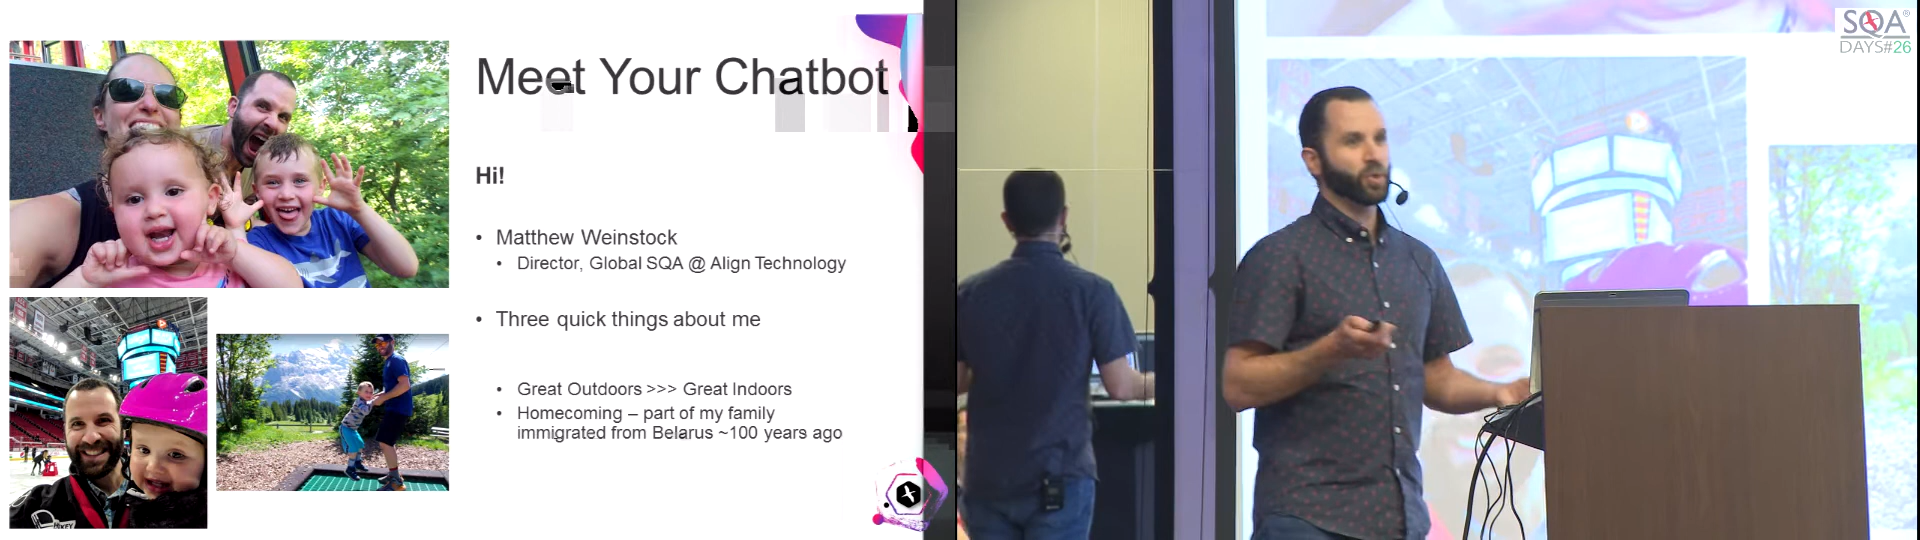 Meet Your Chatbot
Hi!
• Matthew Weinstock
• Director, Global SQA @ Align Technology
• Three quick things about me
• Great Outdoors >>> Great Indoors
• Homecoming – part of my family
immigrated from Belarus ~100 years ago
SQA®
DAYS#26